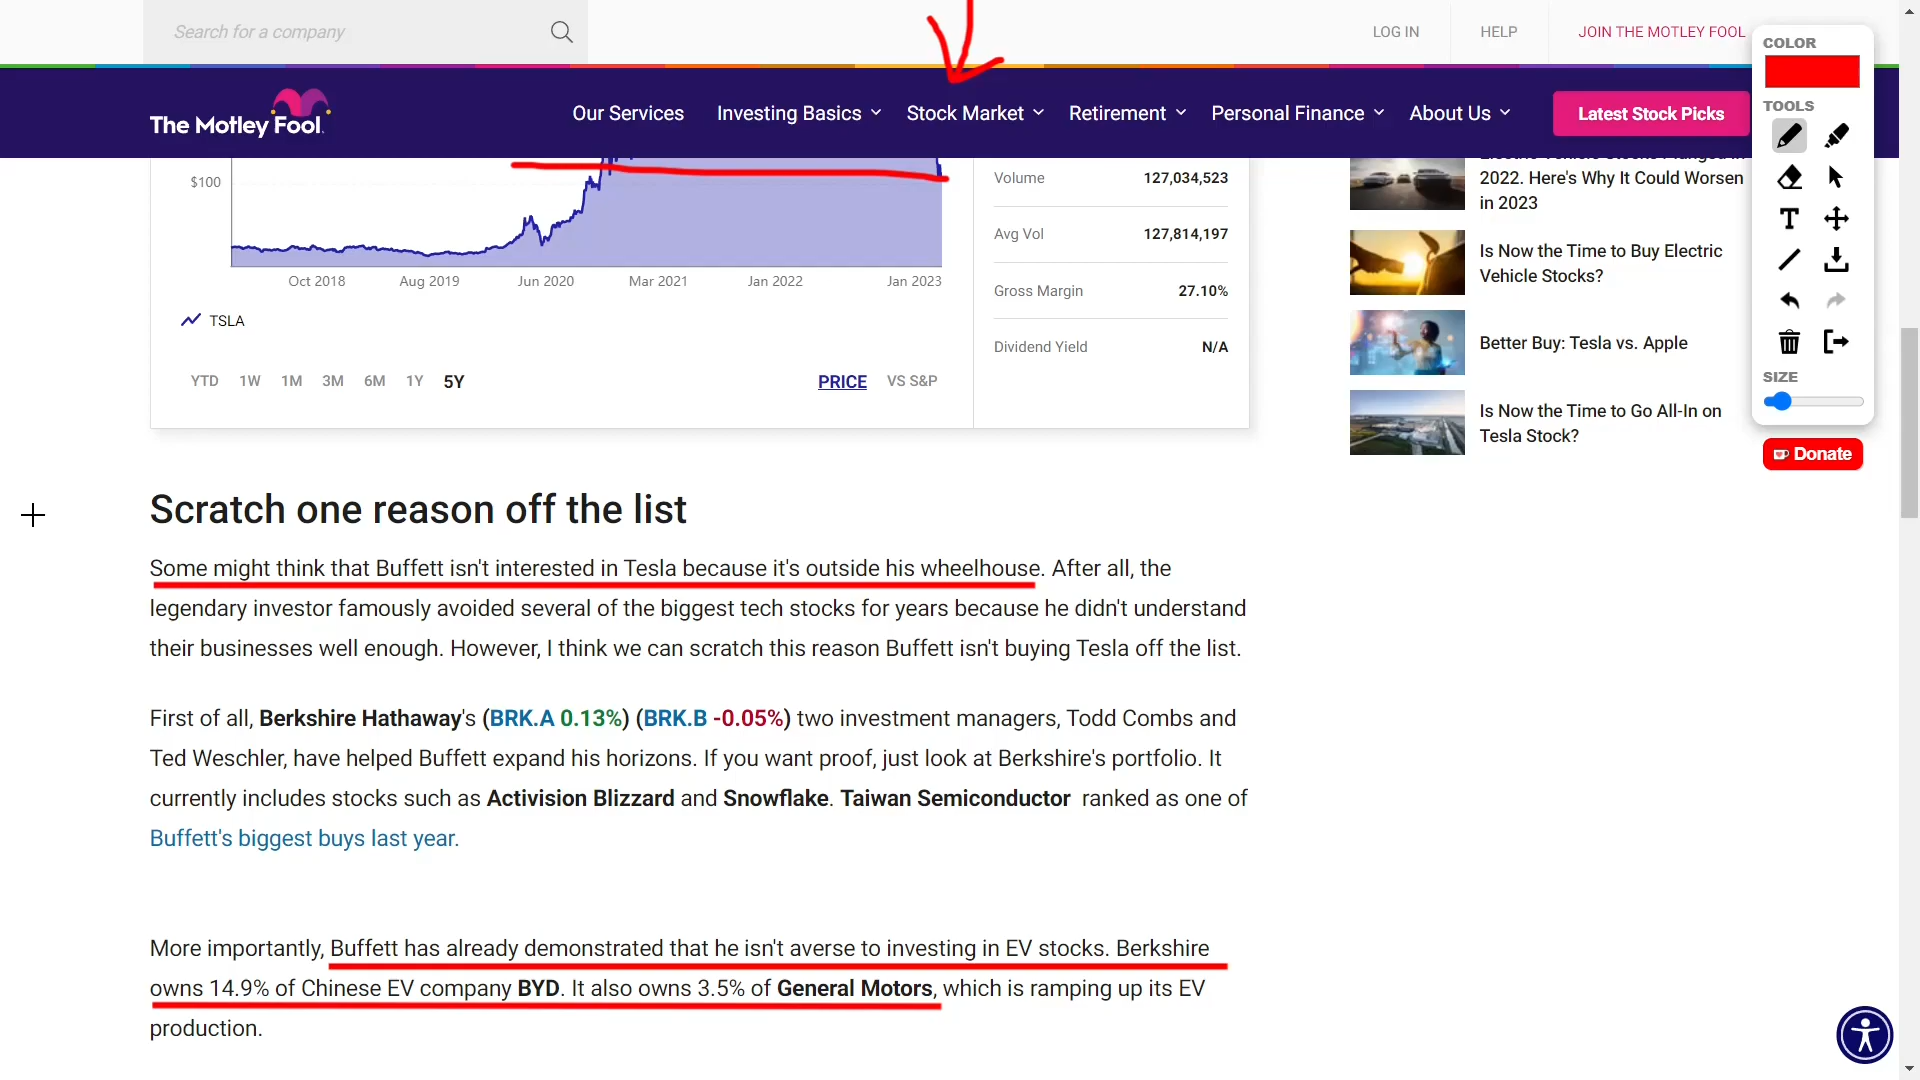 Search for a company
LOG IN
HELP
JOIN THE MOTLEY FOOL
The Motley Fool
Our Services
Investing Basics
Stock Market
Retirement
Personal Finance
About Us
Latest Stock Picks
$100
Oct 2018
Aug 2019
Jun 2020
Mar 2021
Jan 2022
Jan 2023
TSLA
YTD
1W
1M
3M
6M
1Y
5Y
PRICE
VS S&P
Volume 127,034,523
Avg Vol 127,814,197
Gross Margin 27.10%
Dividend Yield N/A
Electric Vehicle Stocks Plunged in
2022. Here's Why It Could Worsen
in 2023
Is Now the Time to Buy Electric
Vehicle Stocks?
Better Buy: Tesla vs. Apple
Is Now the Time to Go All-In on
Tesla Stock?
COLOR
TOOLS
SIZE
Donate
Scratch one reason off the list
Some might think that Buffett isn't interested in Tesla because it's outside his wheelhouse. After all, the
legendary investor famously avoided several of the biggest tech stocks for years because he didn't understand
their businesses well enough. However, I think we can scratch this reason Buffett isn't buying Tesla off the list.
First of all, Berkshire Hathaway's (BRK.A 0.13%) (BRK.B -0.05%) two investment managers, Todd Combs and
Ted Weschler, have helped Buffett expand his horizons. If you want proof, just look at Berkshire's portfolio. It
currently includes stocks such as Activision Blizzard and Snowflake. Taiwan Semiconductor ranked as one of
Buffett's biggest buys last year.
More importantly, Buffett has already demonstrated that he isn't averse to investing in EV stocks. Berkshire
owns 14.9% of Chinese EV company BYD. It also owns 3.5% of General Motors, which is ramping up its EV
production.